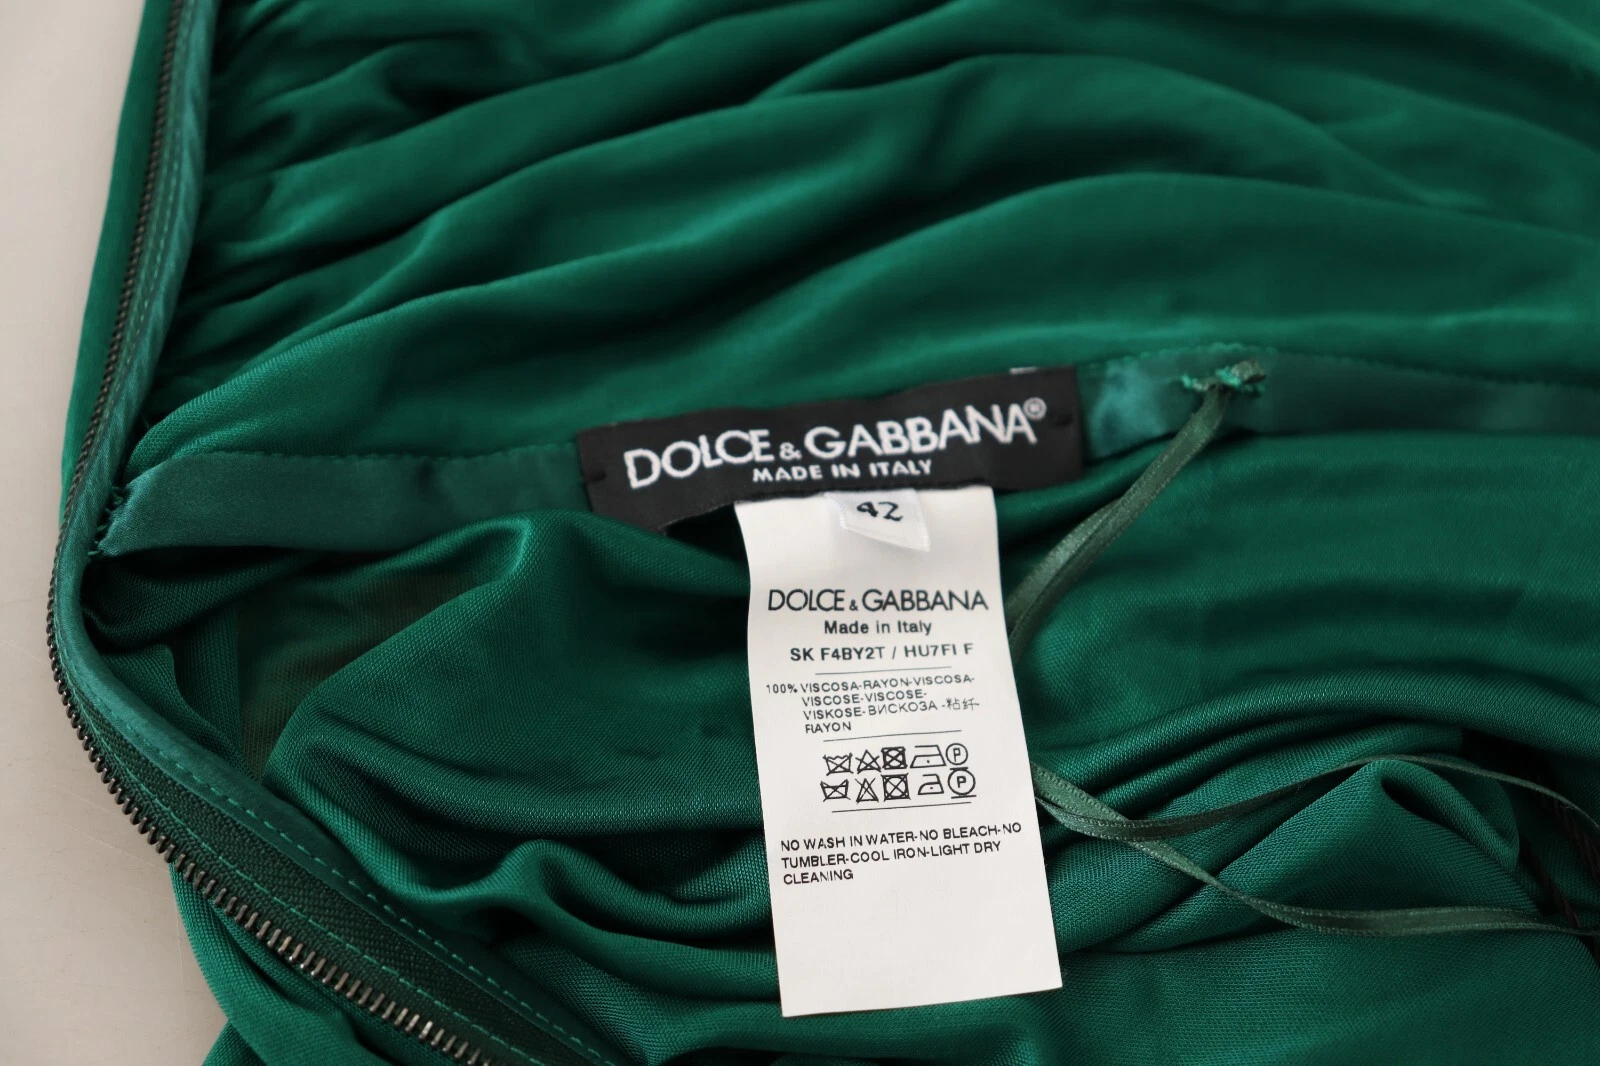 DOLCE & GABBANA®
MADE IN ITALY
42
DOLCE & GABBANA
Made in Italy
SK F4BY2T / HU7FI F
100% VISCOSA-RAYON-VISCOSA-
VISCOSE-VISCOSE-
VISKOSE-ВИСКОЗА-粘纤-
RAYON
P
P
NO WASH IN WATER-NO BLEACH-NO
TUMBLER-COOL IRON-LIGHT DRY
CLEANING